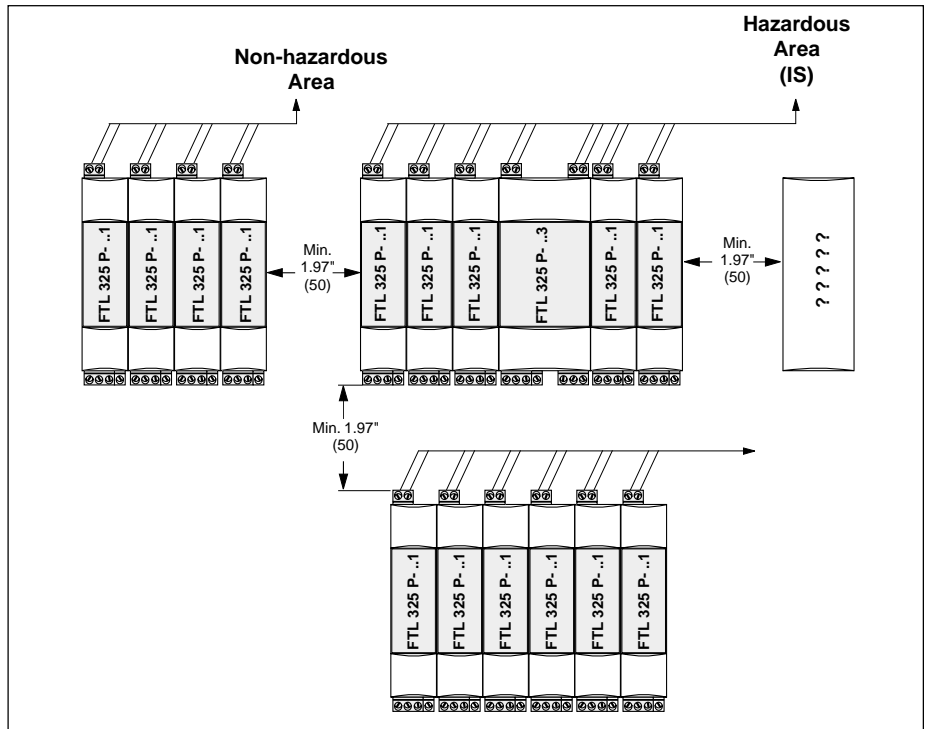 Non-hazardous
Area
Hazardous
Area
(IS)
FTL 325 P- ..1
FTL 325 P- ..1
FTL 325 P- ..1
FTL 325 P- ..1
Min.
1.97"
(50)
FTL 325 P- ..1
FTL 325 P- ..1
FTL 325 P- ..1
FTL 325 P- ..3
FTL 325 P- ..1
FTL 325 P- ..1
Min.
1.97"
(50)
? ? ? ? ?
Min. 1.97"
(50)
FTL 325 P- ..1
FTL 325 P- ..1
FTL 325 P- ..1
FTL 325 P- ..1
FTL 325 P- ..1
FTL 325 P- ..1